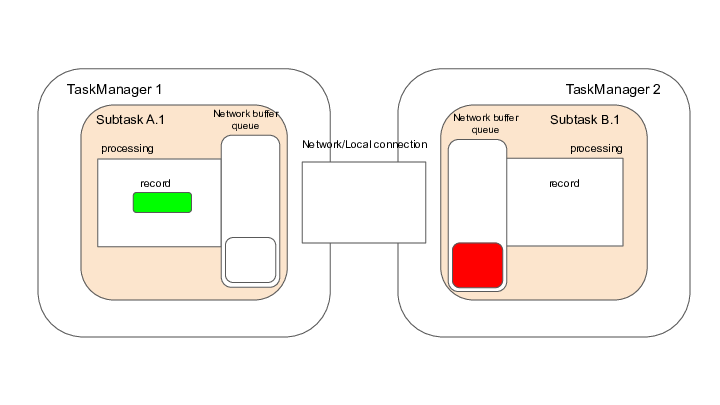 TaskManager 1
Subtask A.1
Network buffer
queue
processing
record
Network/Local connection
TaskManager 2
Network buffer
queue
Subtask B.1
processing
record